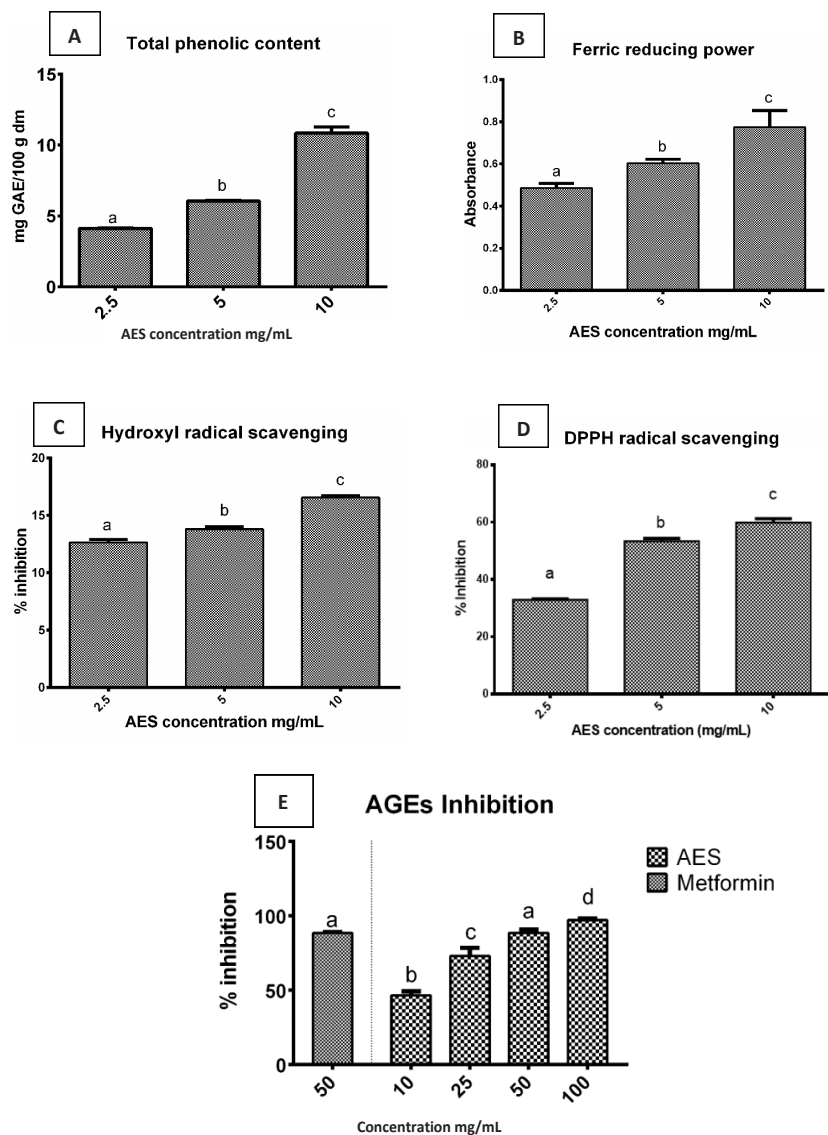 A
Total phenolic content
mg GAE/100 g dm
15
10
5
0
a
b
c
2.5
5
10
AES concentration mg/mL
B
Ferric reducing power
Absorbance
1.0
0.8
0.6
0.4
0.2
0.0
a
b
c
2.5
5
10
AES concentration mg/mL
C
Hydroxyl radical scavenging
% inhibition
20
15
10
5
0
a
b
c
2.5
5
10
AES concentration mg/mL
D
DPPH radical scavenging
% Inhibition
80
60
40
20
0
a
b
c
2.5
5
10
AES concentration (mg/mL)
E
AGEs Inhibition
% inhibition
150
100
50
0
a
b
c
a
d
50
10
25
50
100
Concentration mg/mL
AES
Metformin